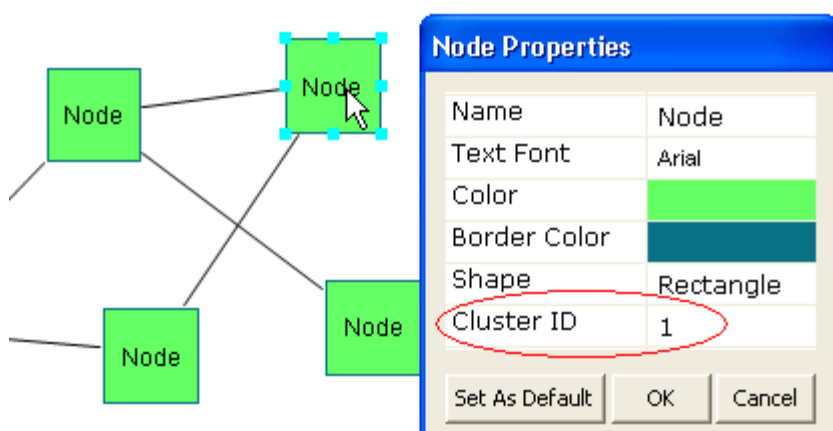 Node
Node
Node
Node
Node Properties
Name Node
Text Font Arial
Color
Border Color
Shape Rectangle
Cluster ID 1
Set As Default OK Cancel